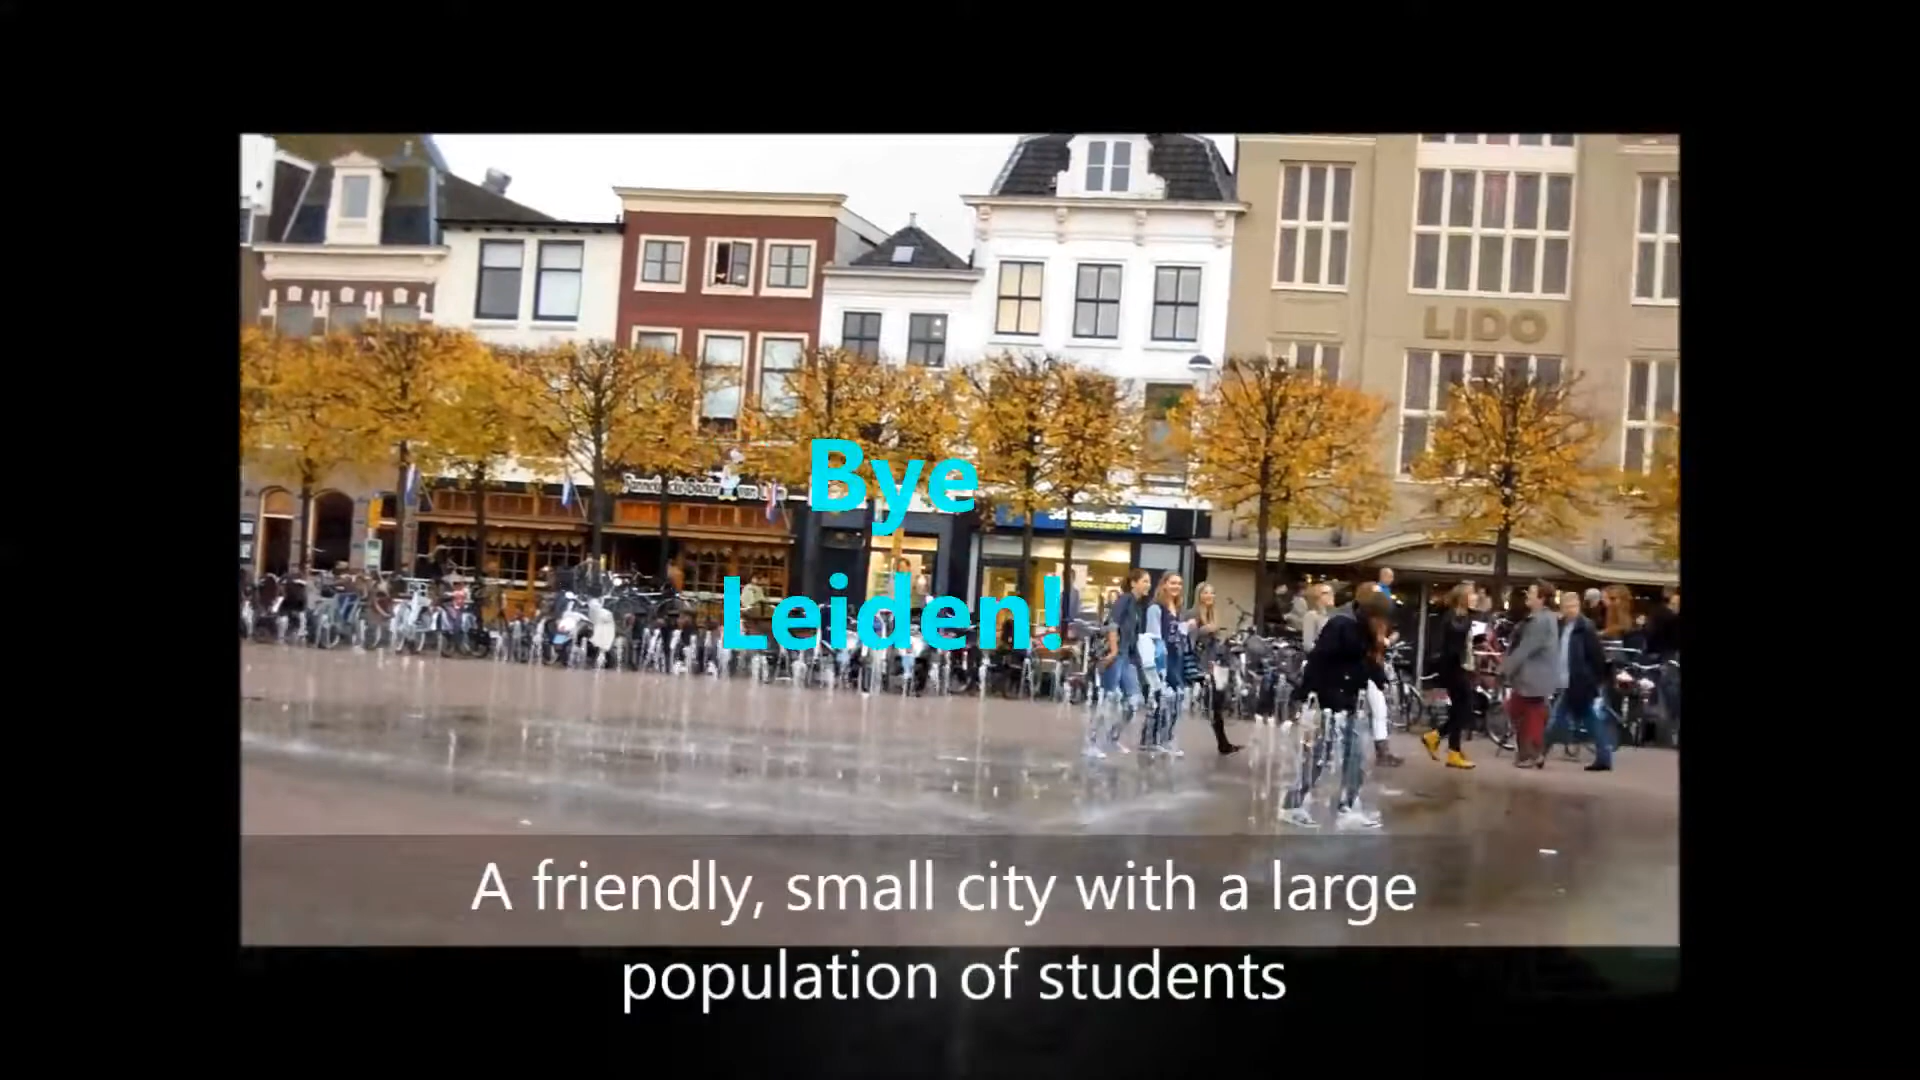 LIDO
Bye
Leiden!
LIDO
A friendly, small city with a large
population of students